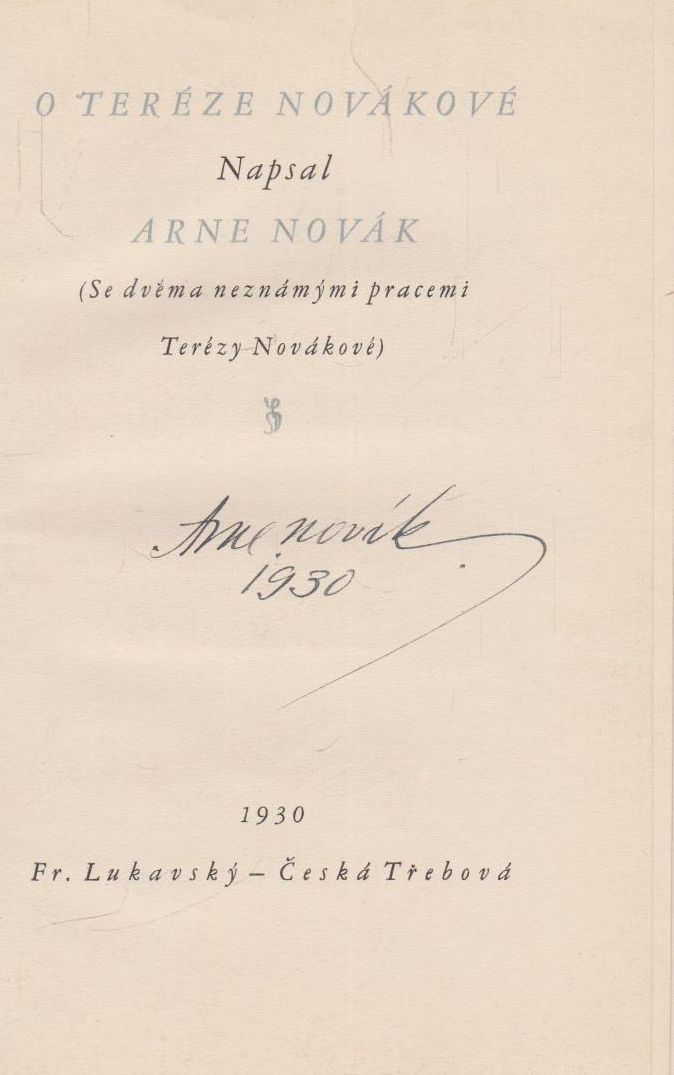 O TERÉZE NOVÁKOVÉ
Napsal
ARNE NOVÁK
(Se dvěma neznámými pracemi
Terézy Novákové)
Arne Novák
1930
1930
Fr. Lukavský – Česká Třebová